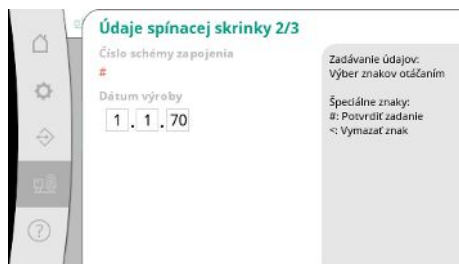 Údaje spínacej skrinky 2/3
Číslo schémy zapojenia
#
Dátum výroby
1 . 1 . 70
Zadávanie údajov:
Výber znakov otáčaním
Špeciálne znaky:
#: Potvrdiť zadanie
<: Vymazať znak
?